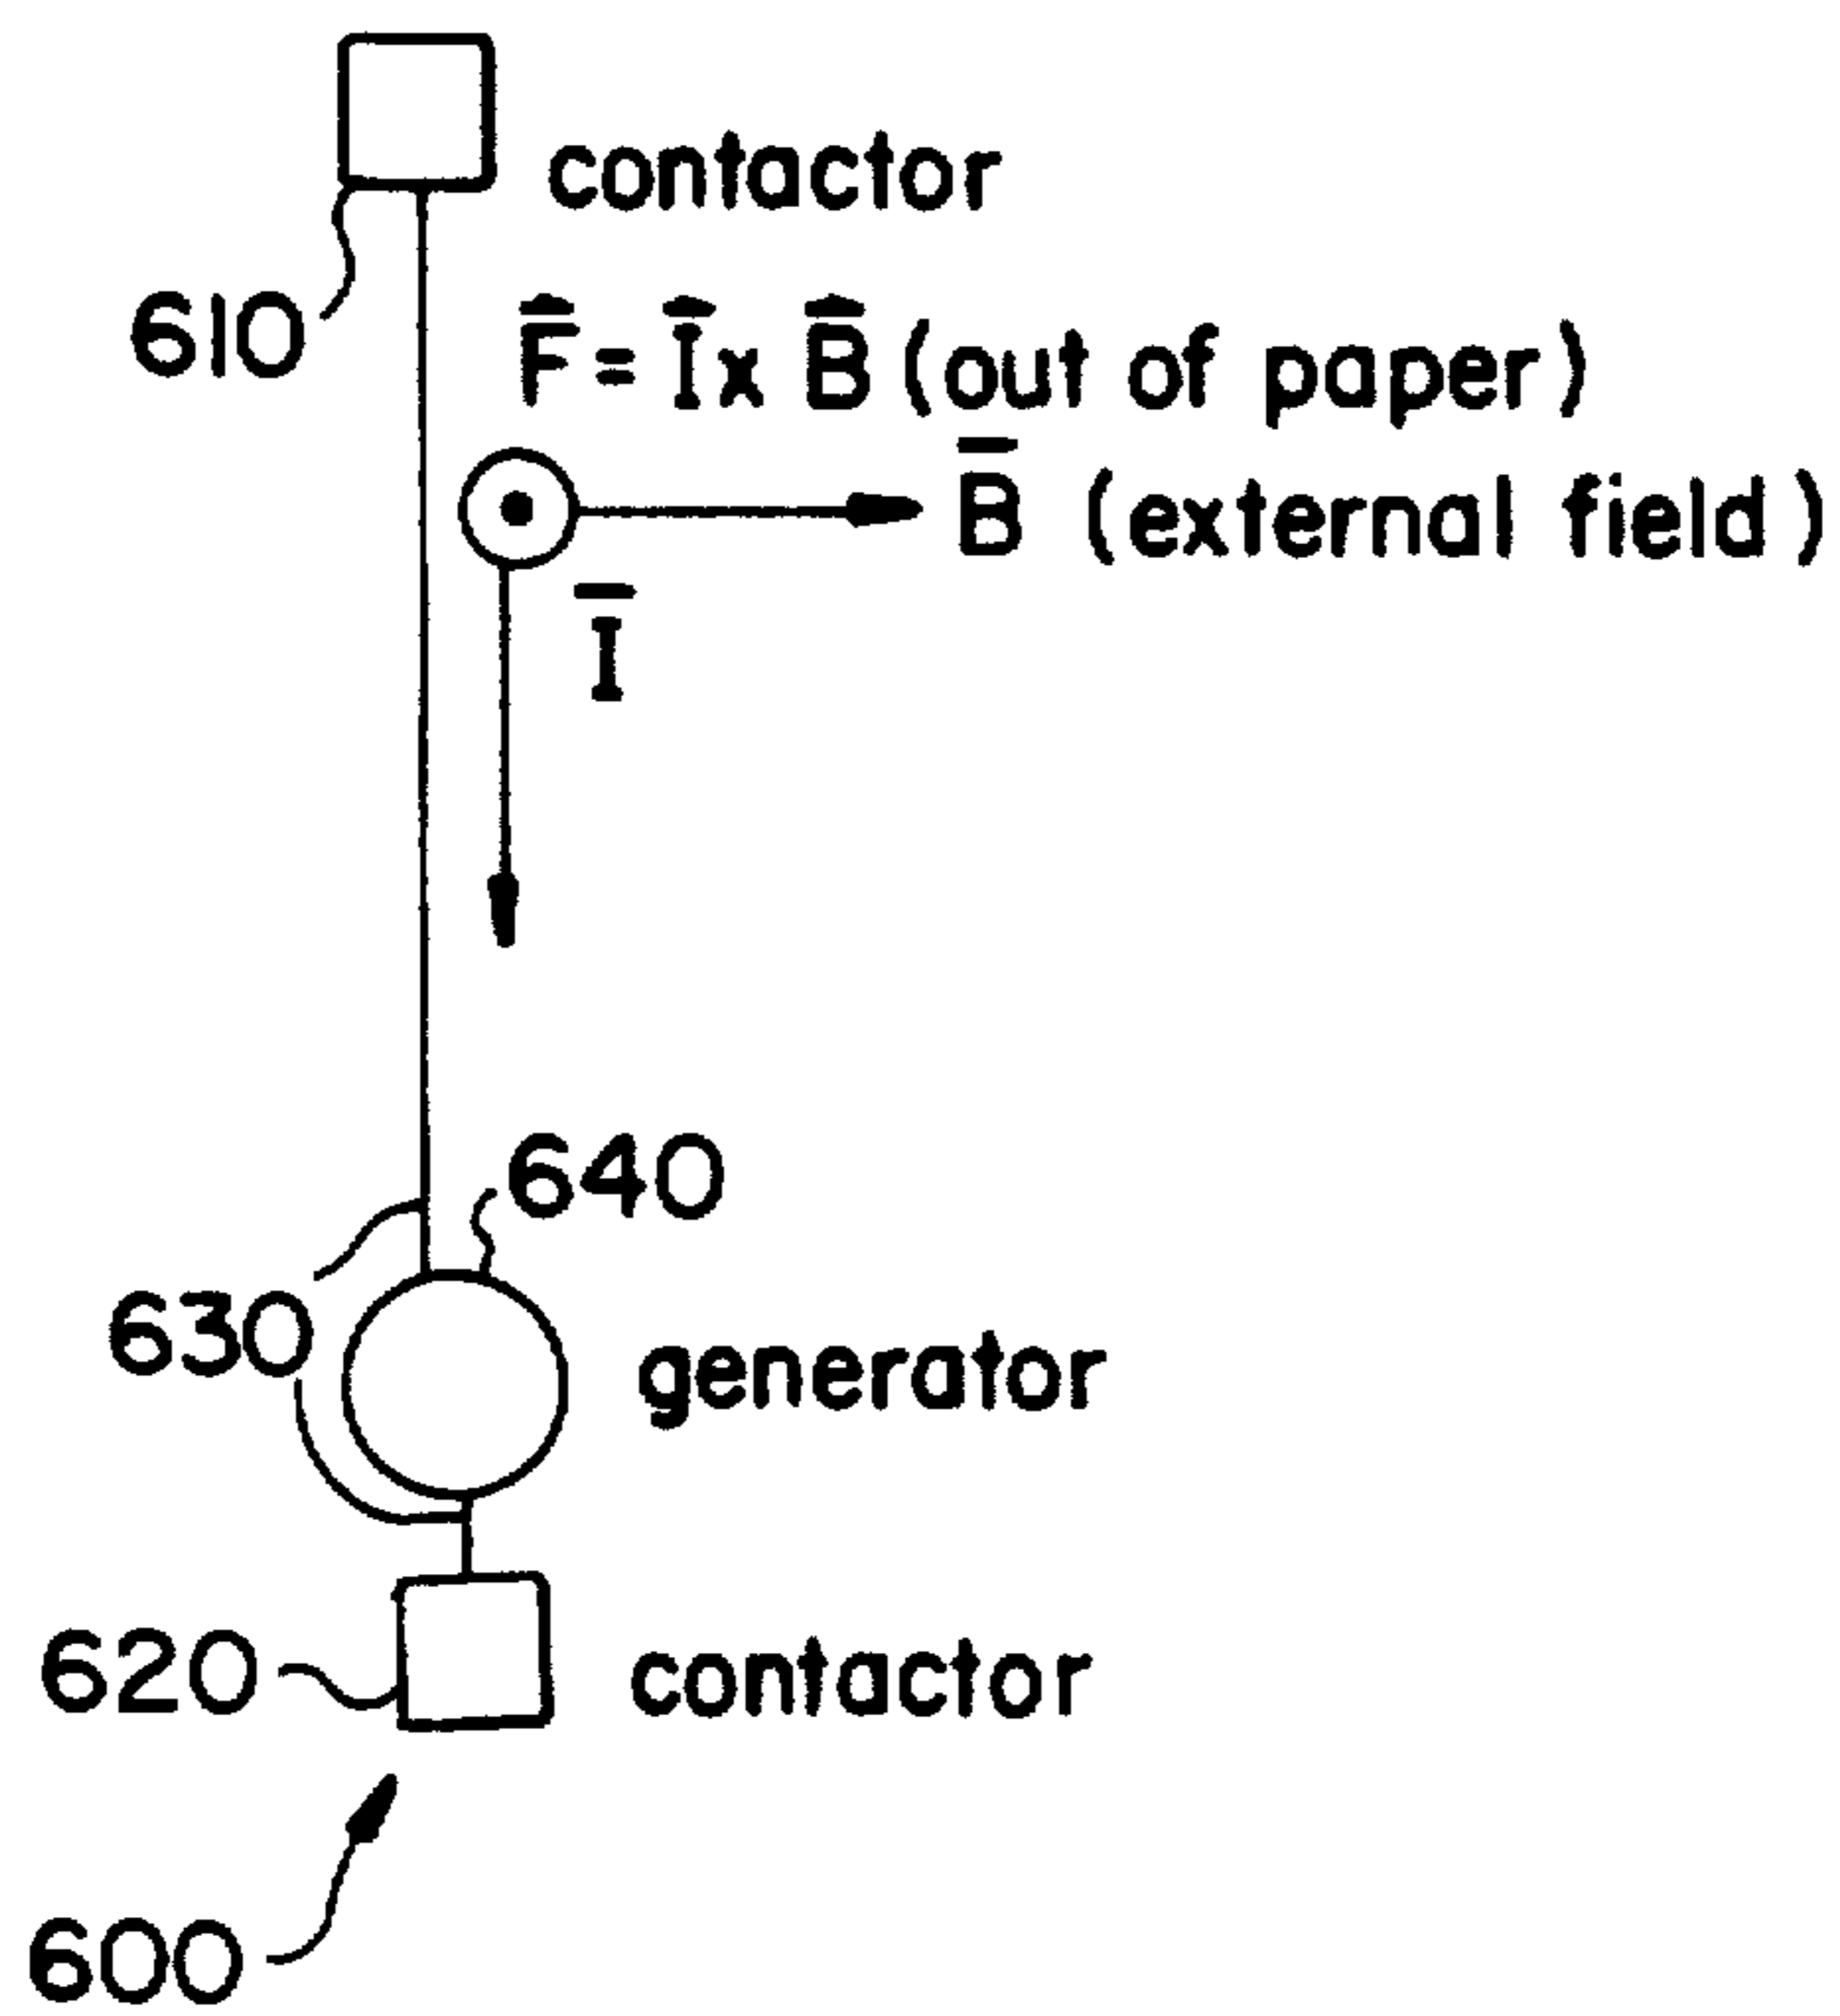 contactor
610
F̅ = I̅ x B̅ (out of paper)
B̅ (external field)
I̅
640
630
generator
620
contactor
600